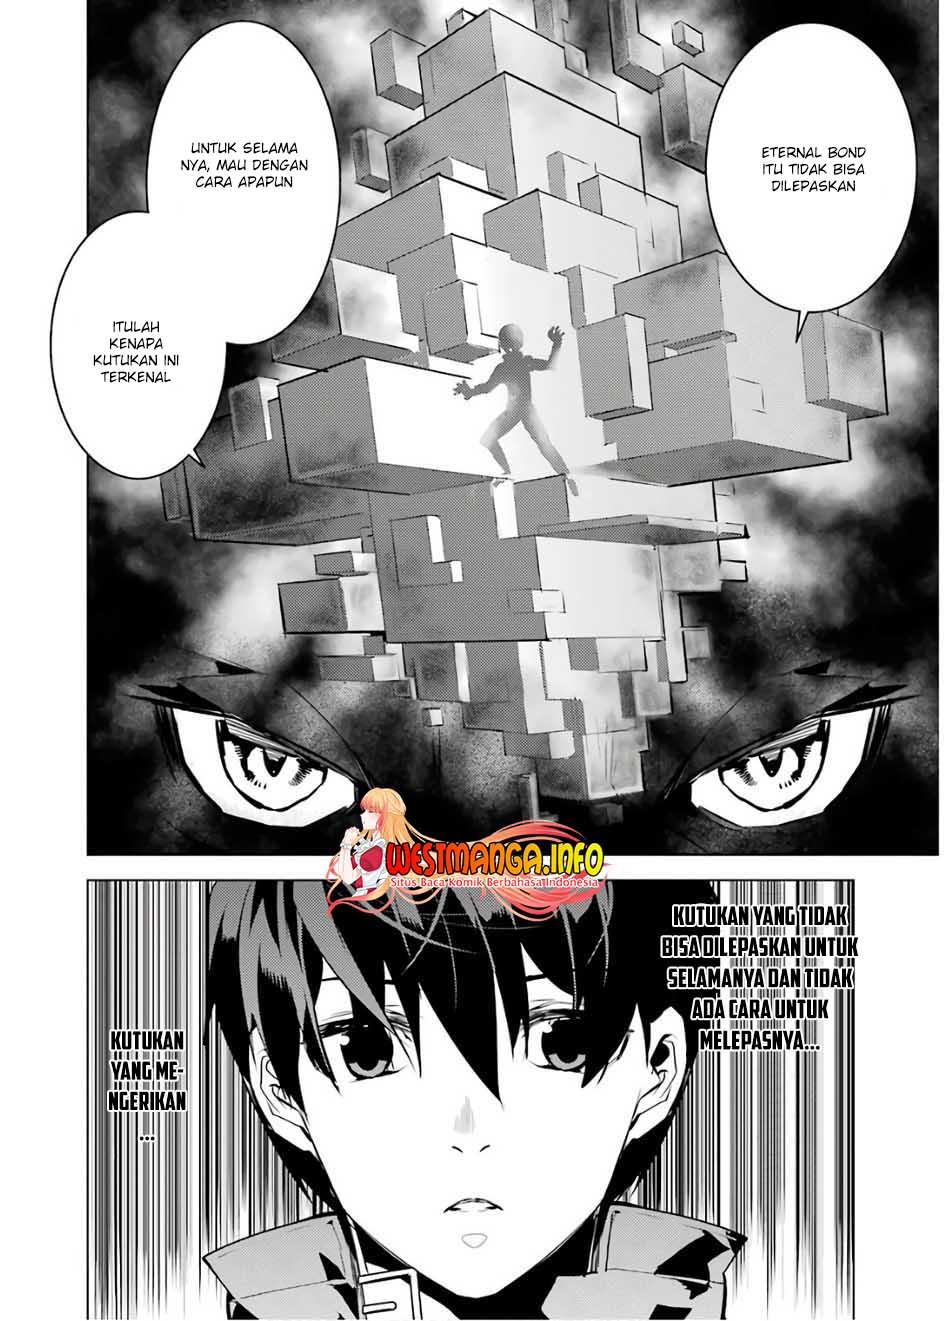 ETERNAL BOND
ITU TIDAK BISA
DILEPASKAN
UNTUK SELAMA
NYA, MAU DENGAN
CARA APAPUN
ITULAH
KENAPA
KUTUKAN INI
TERKENAL
WESTMANGA.INFO
Situs Baca Komik Berbahasa Indonesia
KUTUKAN YANG TIDAK
BISA DILEPASKAN UNTUK
SELAMANYA DAN TIDAK
ADA CARA UNTUK
MELEPASNYA...
KUTUKAN
YANG ME-
NGERIKAN
...